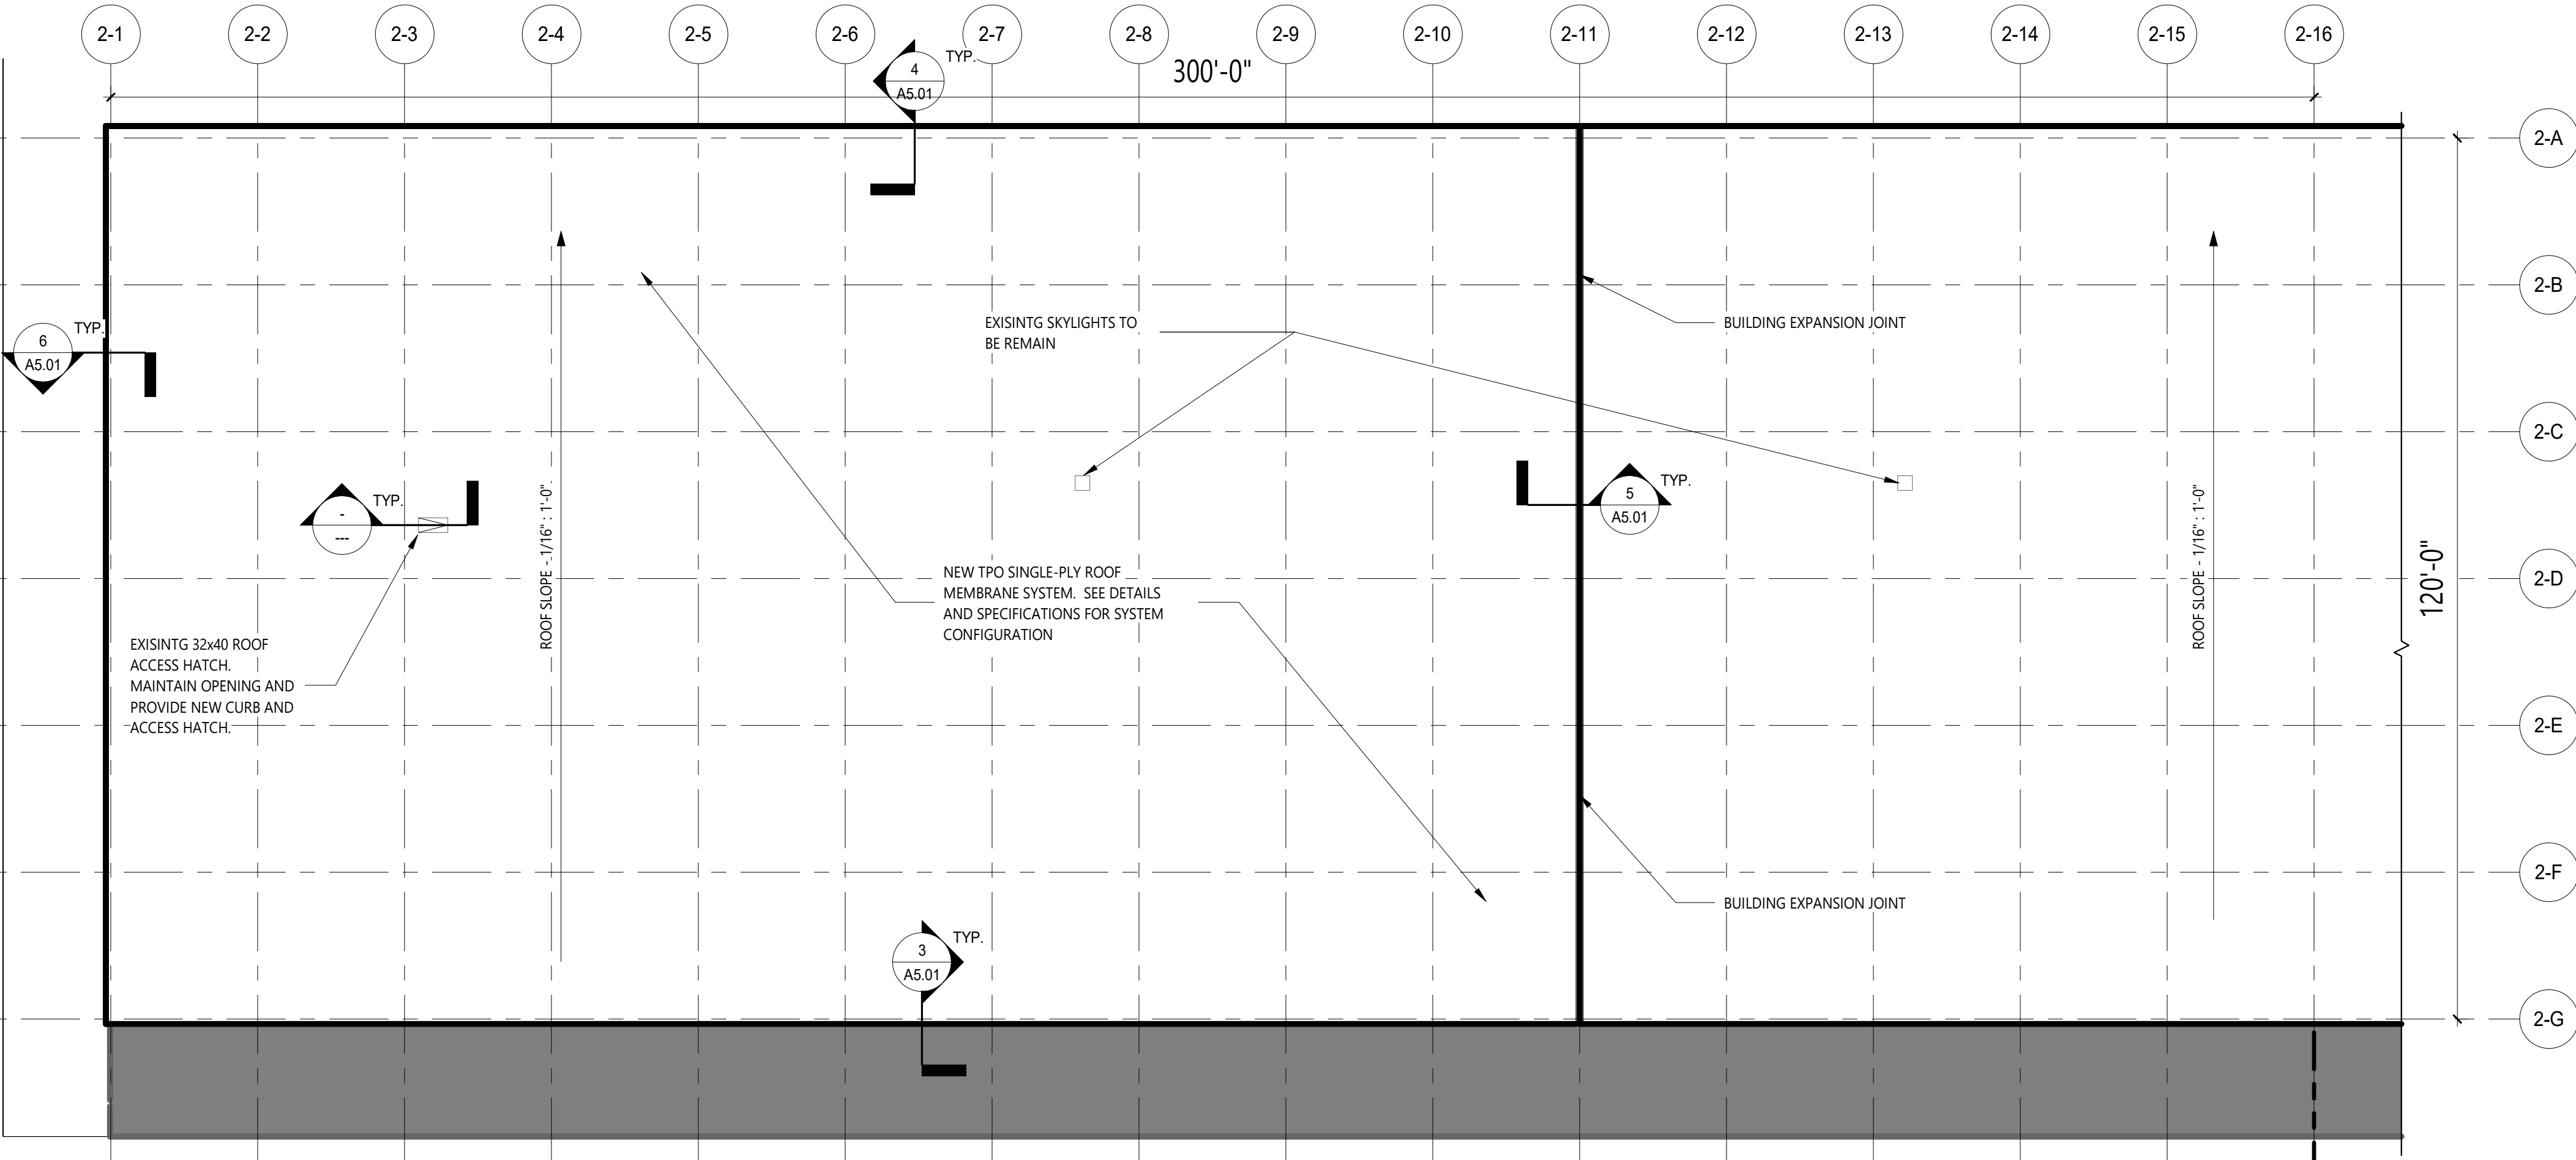 2-1
2-2
2-3
2-4
2-5
2-6
2-7
2-8
2-9
2-10
2-11
2-12
2-13
2-14
2-15
2-16
4
A5.01
TYP.
300'-0"
2-A
2-B
2-C
2-D
2-E
2-F
2-G
120'-0"
6
A5.01
TYP.
EXISINTG SKYLIGHTS TO
BE REMAIN
BUILDING EXPANSION JOINT
-
---
TYP.
5
A5.01
TYP.
ROOF SLOPE - 1/16" : 1'-0"
ROOF SLOPE - 1/16" : 1'-0"
NEW TPO SINGLE-PLY ROOF
MEMBRANE SYSTEM. SEE DETAILS
AND SPECIFICATIONS FOR SYSTEM
CONFIGURATION
EXISINTG 32x40 ROOF
ACCESS HATCH.
MAINTAIN OPENING AND
PROVIDE NEW CURB AND
ACCESS HATCH.
BUILDING EXPANSION JOINT
3
A5.01
TYP.